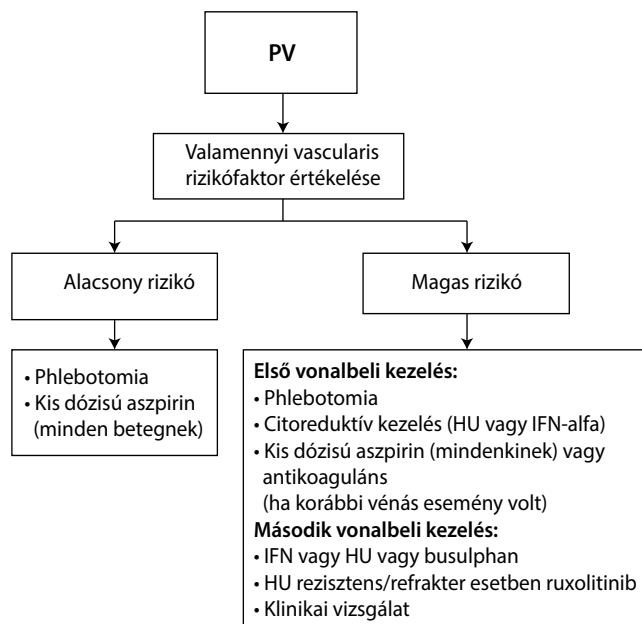 PV
Valamennyi vascularis
rizikófaktor értékelése
Alacsony rizikó
Magas rizikó
• Phlebotomia
• Kis dózisú aszpirin
(minden betegnek)
Első vonalbeli kezelés:
• Phlebotomia
• Citoreduktív kezelés (HU vagy IFN-alfa)
• Kis dózisú aszpirin (mindenkinek) vagy
antikoaguláns
(ha korábbi vénás esemény volt)
Második vonalbeli kezelés:
• IFN vagy HU vagy busulphan
• HU rezisztens/refrakter esetben ruxolitinib
• Klinikai vizsgálat